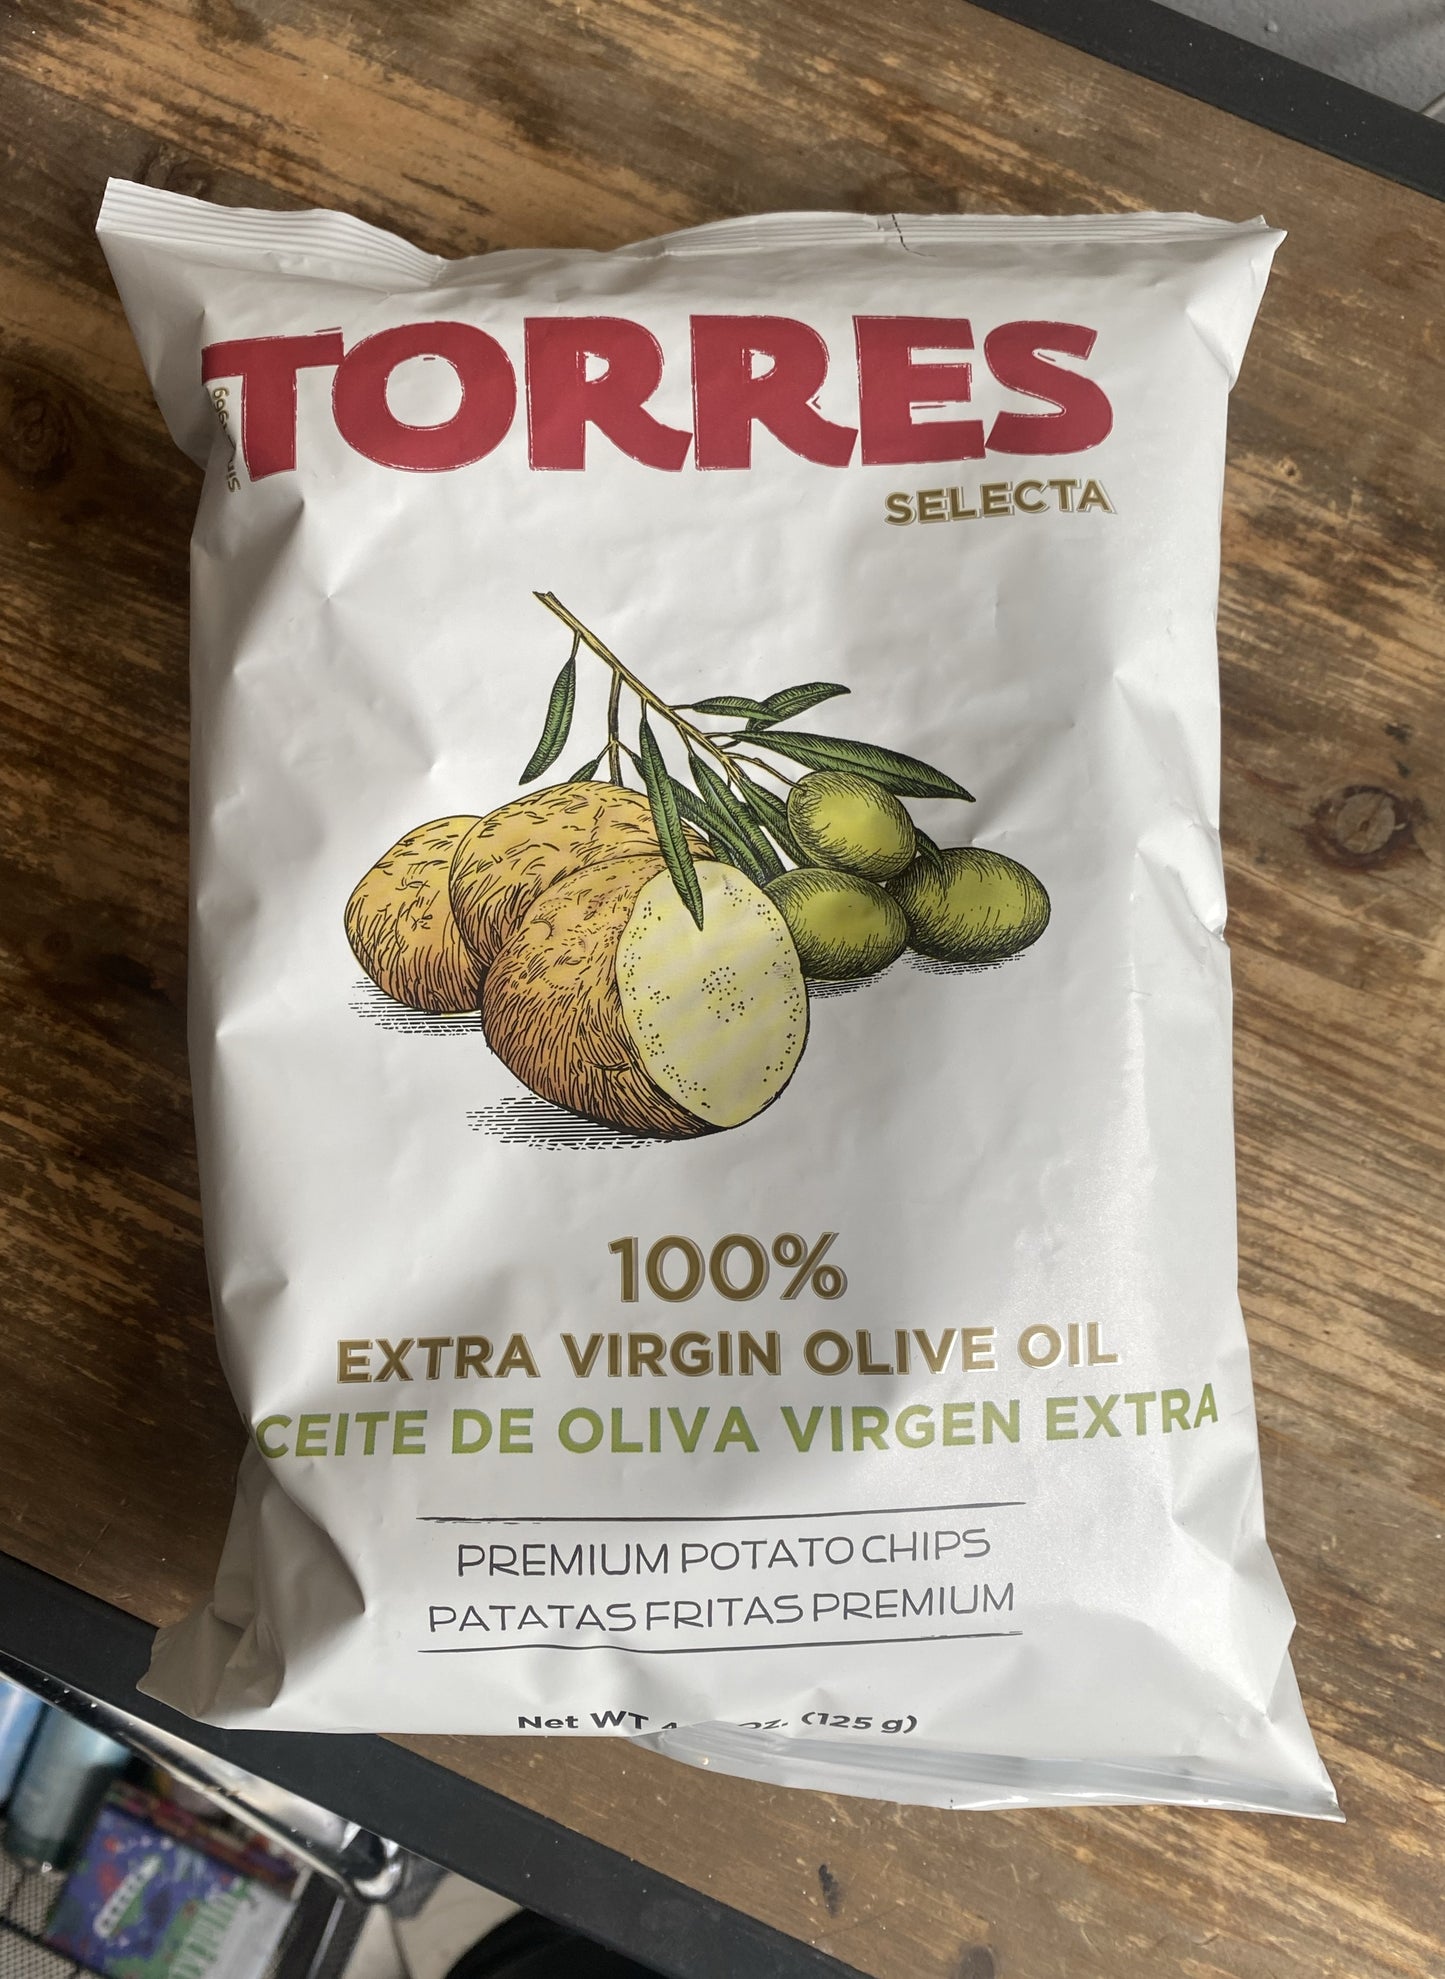 TORRES
SELECTA
100%
EXTRA VIRGIN OLIVE OIL
CEITE DE OLIVA VIRGEN EXTRA
PREMIUM POTATO CHIPS
PATATAS FRITAS PREMIUM
Net WT oz. (125 g)